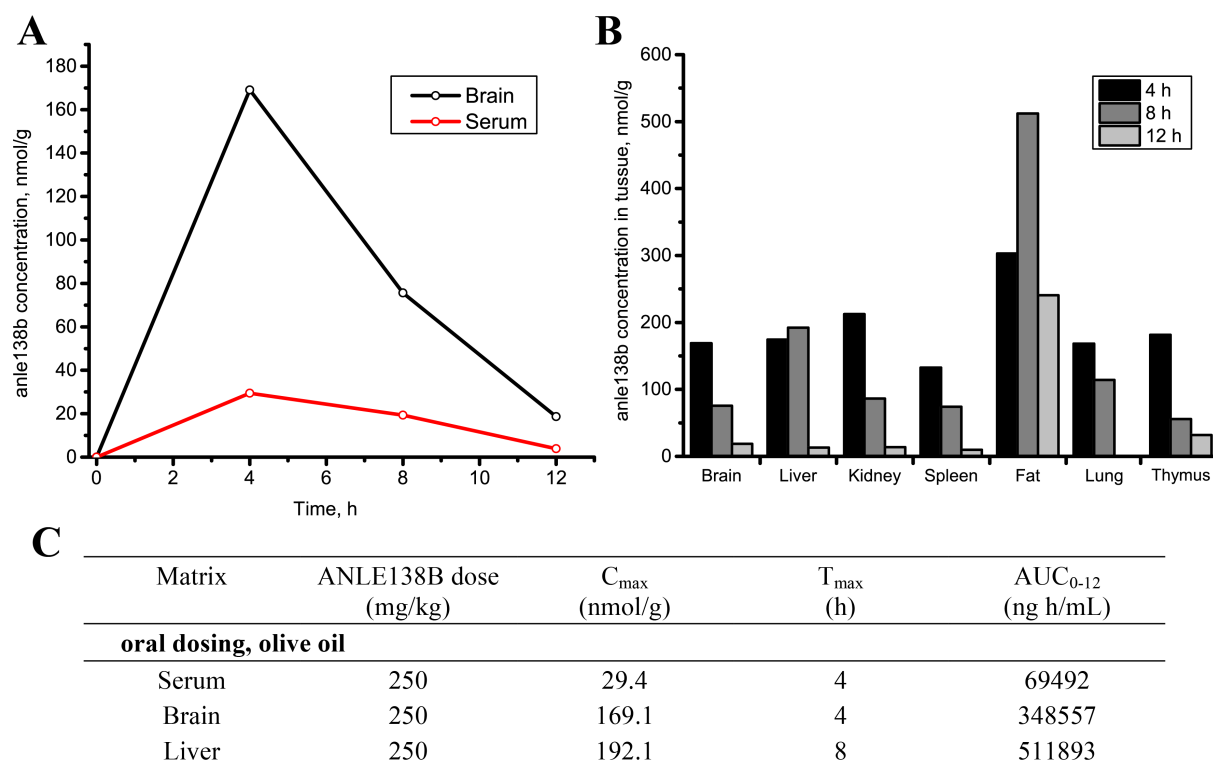 A
anle138b concentration, nmol/g
180
160
140
120
100
80
60
40
20
0
0 2 4 6 8 10 12
Time, h
Brain
Serum
B
anle138b concentration in tussue, nmol/g
600
500
400
300
200
100
0
4 h
8 h
12 h
Brain Liver Kidney Spleen Fat Lung Thymus
C
Matrix ANLE138B dose Cmax Tmax AUC0-12
(mg/kg) (nmol/g) (h) (ng h/mL)
oral dosing, olive oil
Serum 250 29.4 4 69492
Brain 250 169.1 4 348557
Liver 250 192.1 8 511893